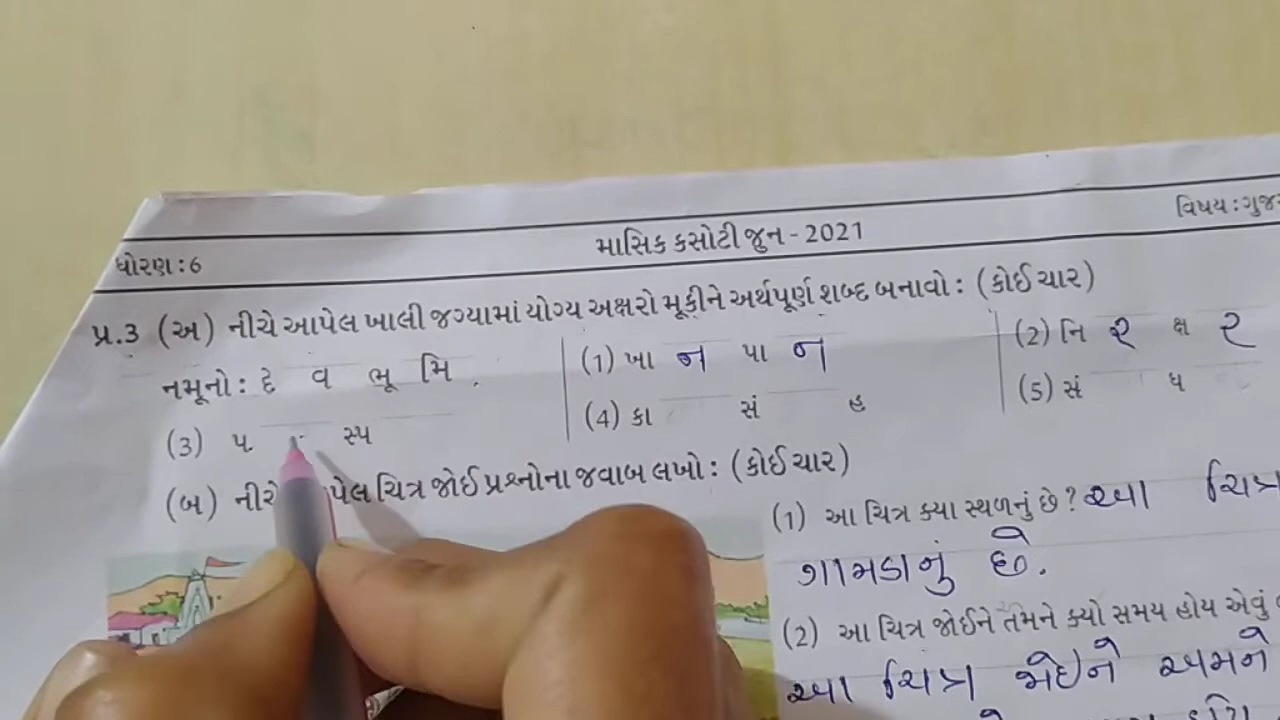 ધોરણ : 6 માસિક કસોટી જુન - 2021 વિષય : ગુજ
પ્ર.3 (અ) નીચે આપેલ ખાલી જગ્યામાં યોગ્ય અક્ષરો મૂકીને અર્થપૂર્ણ શબ્દ બનાવો : (કોઈ ચાર)
નમૂનો : દે વ ભૂ મિ . (1) ખા ન પા ન (2) નિ ર ક્ષ ર
(3) પ સ્પ (4) કા સં હ (5) સં ધ
(બ) નીચે ચિત્ર જોઈ પ્રશ્નોના જવાબ લખો : (કોઈ ચાર)
(1) આ ચિત્ર ક્યા સ્થળનું છે ? આ ચિત્ર
ગામડાનું છે.
(2) આ ચિત્ર જોઈને તમને ક્યો સમય હોય એવું
આ ચિત્ર જોઇને અમને